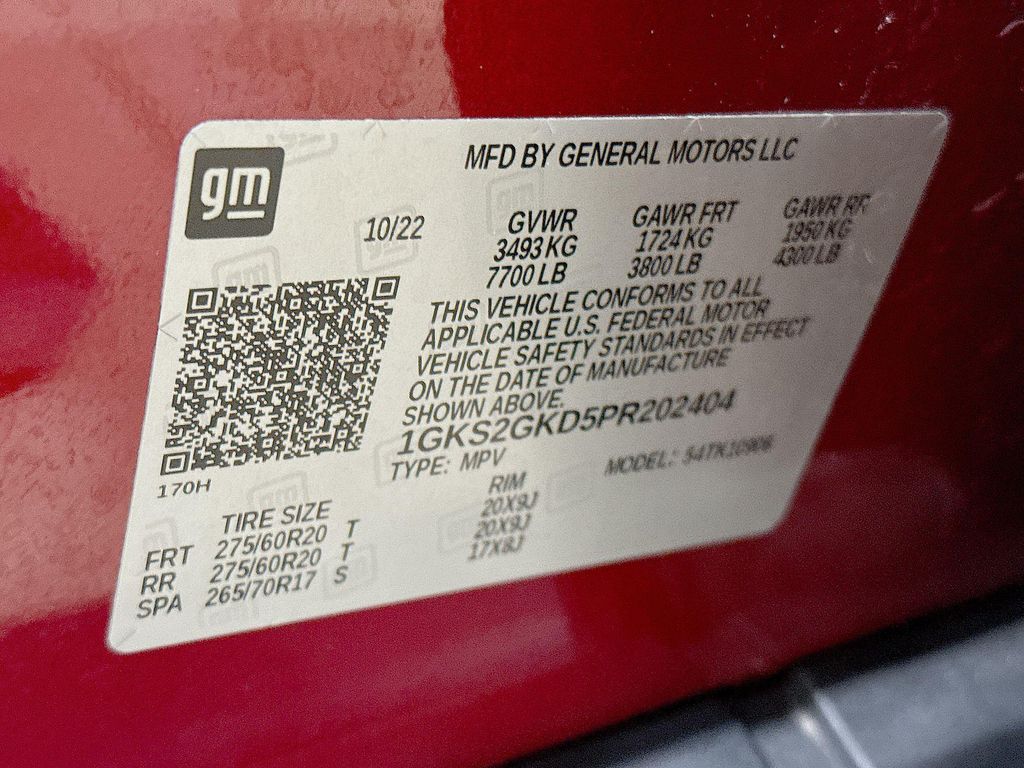 gm
MFD BY GENERAL MOTORS LLC
10/22
GVWR GAWR FRT GAWR RR
3493 KG 1724 KG 1950 KG
7700 LB 3800 LB 4300 LB
THIS VEHICLE CONFORMS TO ALL
APPLICABLE U.S. FEDERAL MOTOR
VEHICLE SAFETY STANDARDS IN EFFECT
ON THE DATE OF MANUFACTURE
SHOWN ABOVE.
1GKS2GKD5PR202404
TYPE: MPV MODEL: S4TK10906
170H
TIRE SIZE RIM
FRT 275/60R20 T 20X9J
RR 275/60R20 T 20X9J
SPA 265/70R17 S 17X8J